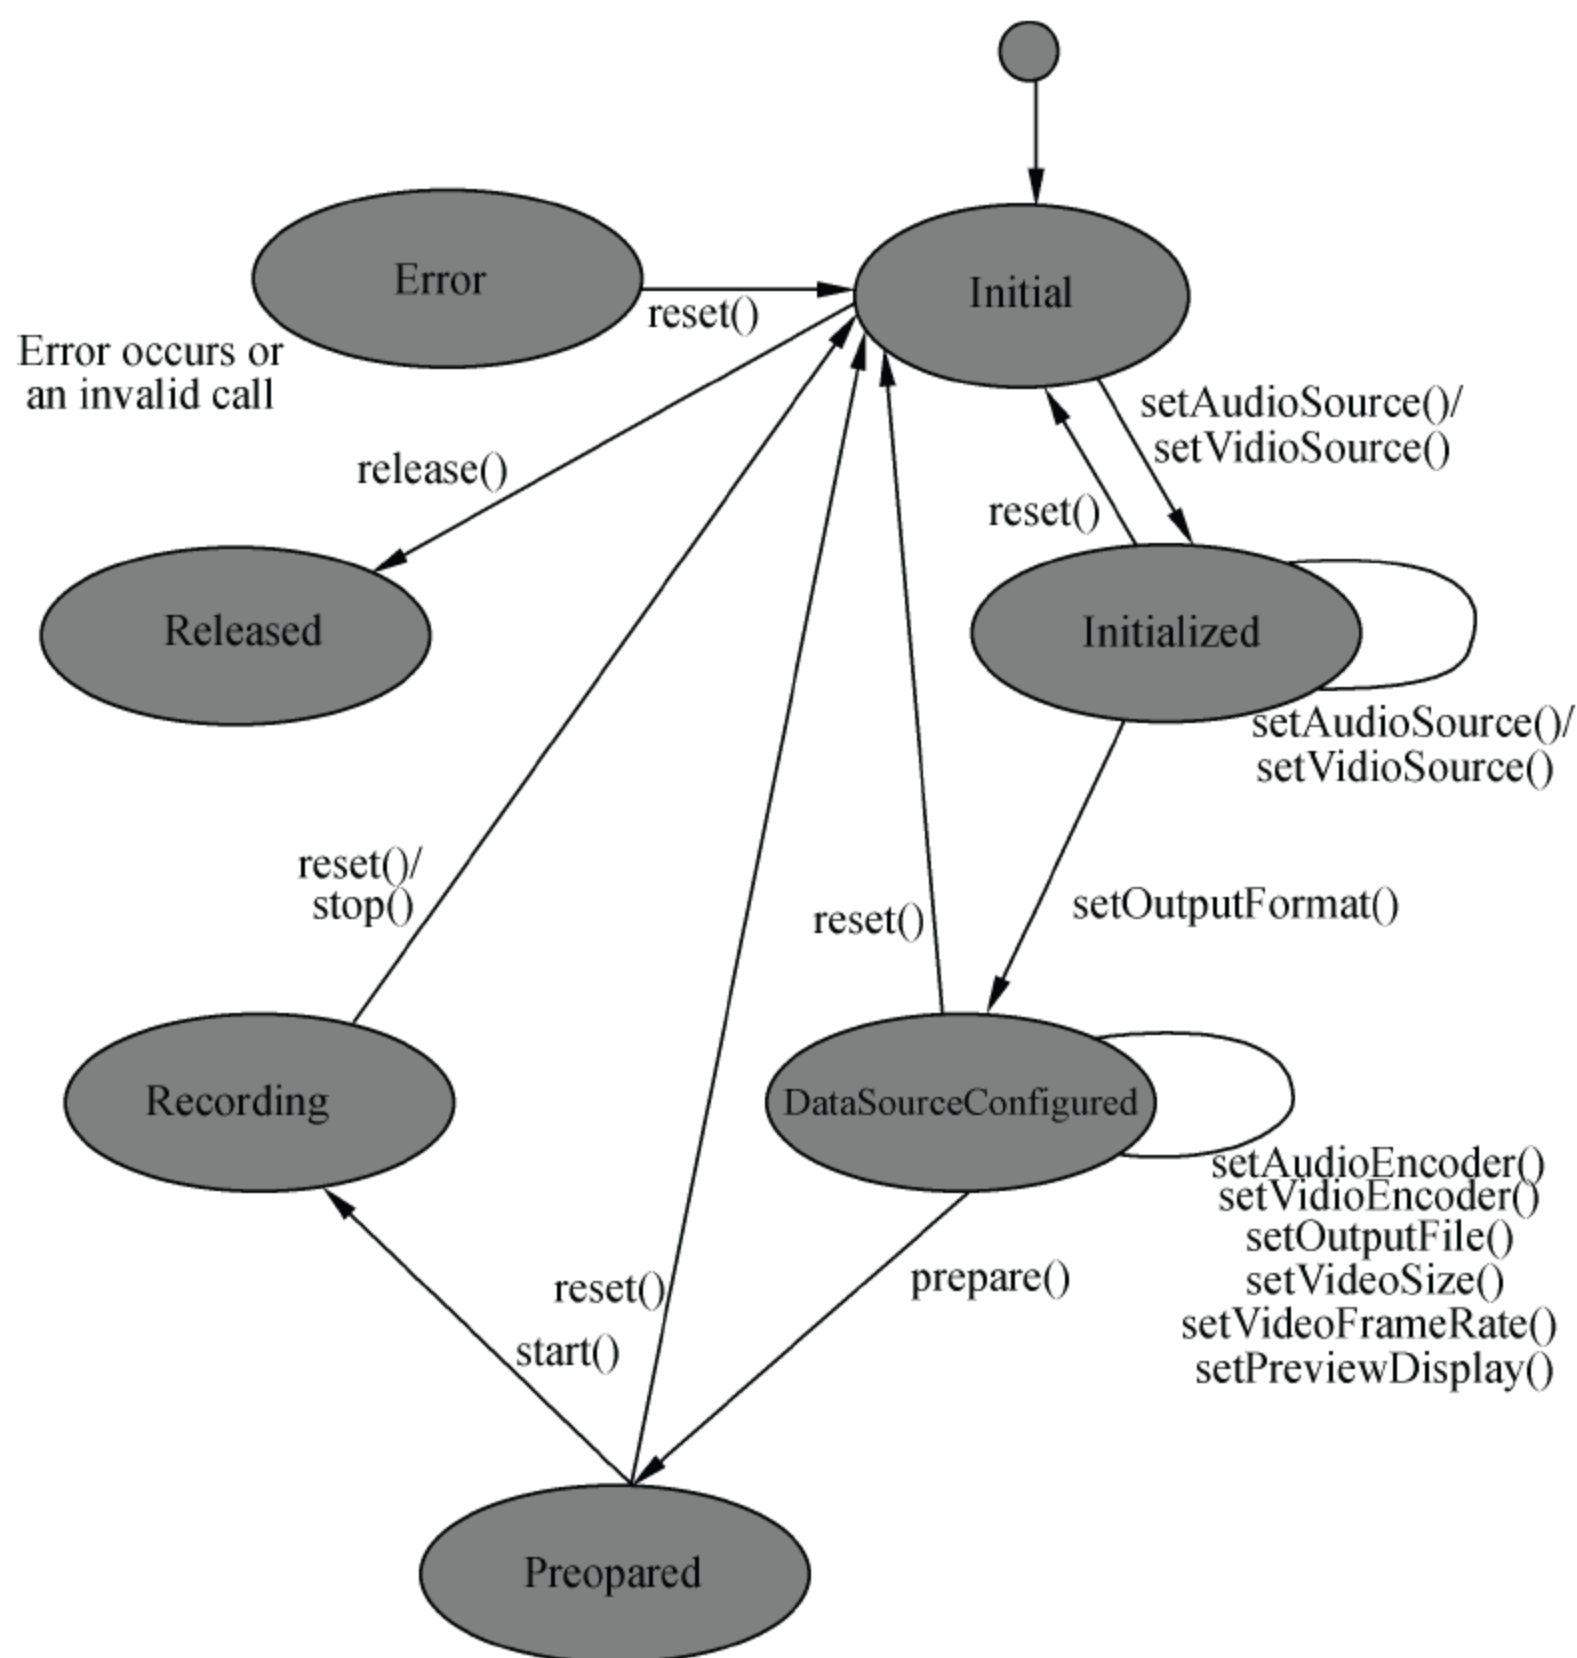 Error
Initial
reset()
Error occurs or
an invalid call
setAudioSource()/
setVidioSource()
release()
reset()
Released
Initialized
setAudioSource()/
setVidioSource()
reset()/
stop()
reset()
setOutputFormat()
Recording
DataSourceConfigured
setAudioEncoder()
setVidioEncoder()
setOutputFile()
setVideoSize()
setVideoFrameRate()
setPreviewDisplay()
prepare()
reset()
start()
Preopared